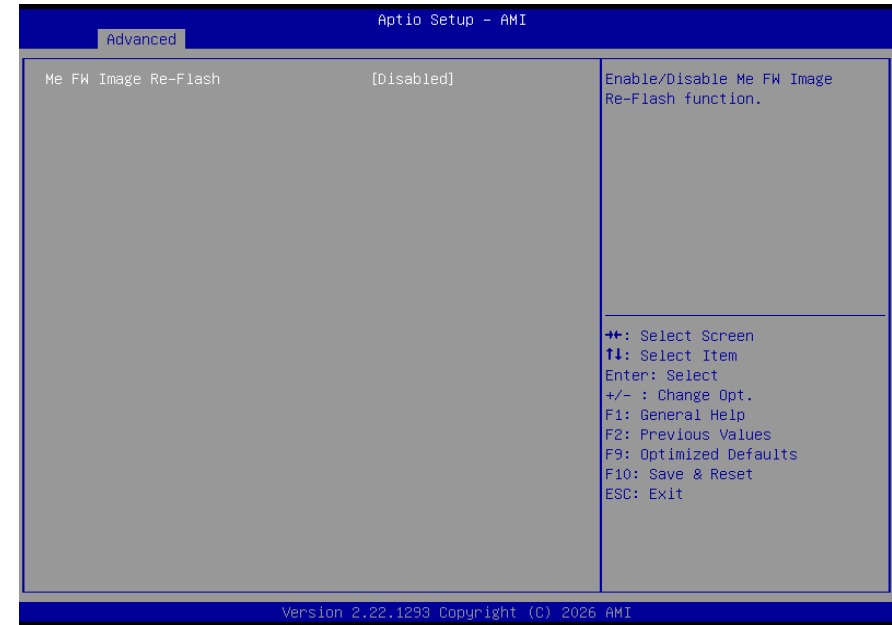 Aptio Setup – AMI
Advanced
Me FW Image Re-Flash [Disabled]
Enable/Disable Me FW Image
Re-Flash function.
→←: Select Screen
↑↓: Select Item
Enter: Select
+/- : Change Opt.
F1: General Help
F2: Previous Values
F9: Optimized Defaults
F10: Save & Reset
ESC: Exit
Version 2.22.1293 Copyright (C) 2026 AMI